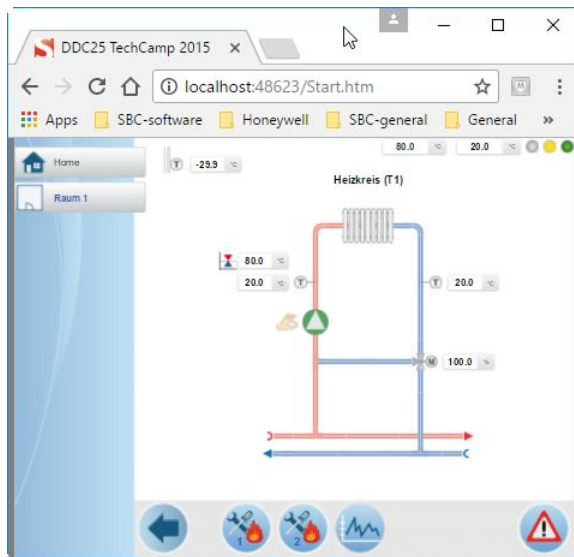 DDC25 TechCamp 2015
localhost:48623/Start.htm
Apps SBC-software Honeywell SBC-general General »
Home
Raum 1
T -29.9 °C
80.0 °C 20.0 °C
Heizkreis (T1)
80.0 °C
20.0 °C T
T 20.0 °C
M 100.0 %
1
2